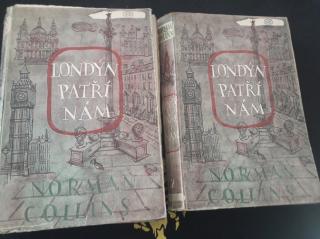 LONDÝN
PATŘÍ
NÁM
NORMAN
COLLINS
LONDÝN
PATŘÍ
NÁM
NORMAN
COLLINS